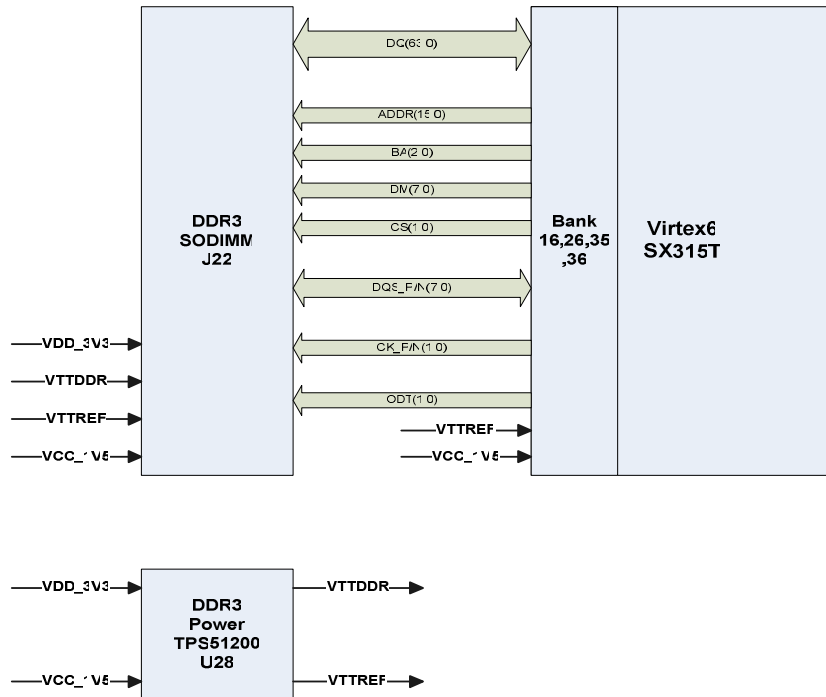 DQ(63:0)
ADDR(15:0)
BA(2:0)
DM(7:0)
CS(1:0)
DDR3
SODIMM
J22
Bank
16,26,35
,36
Virtex6
SX315T
DQS_P/N(7:0)
CK_P/N(1:0)
ODT(1:0)
VDD_3V3
VTTDDR
VTTREF
VCC_1V5
VTTREF
VCC_1V5
VDD_3V3
VCC_1V5
DDR3
Power
TPS51200
U28
VTTDDR
VTTREF